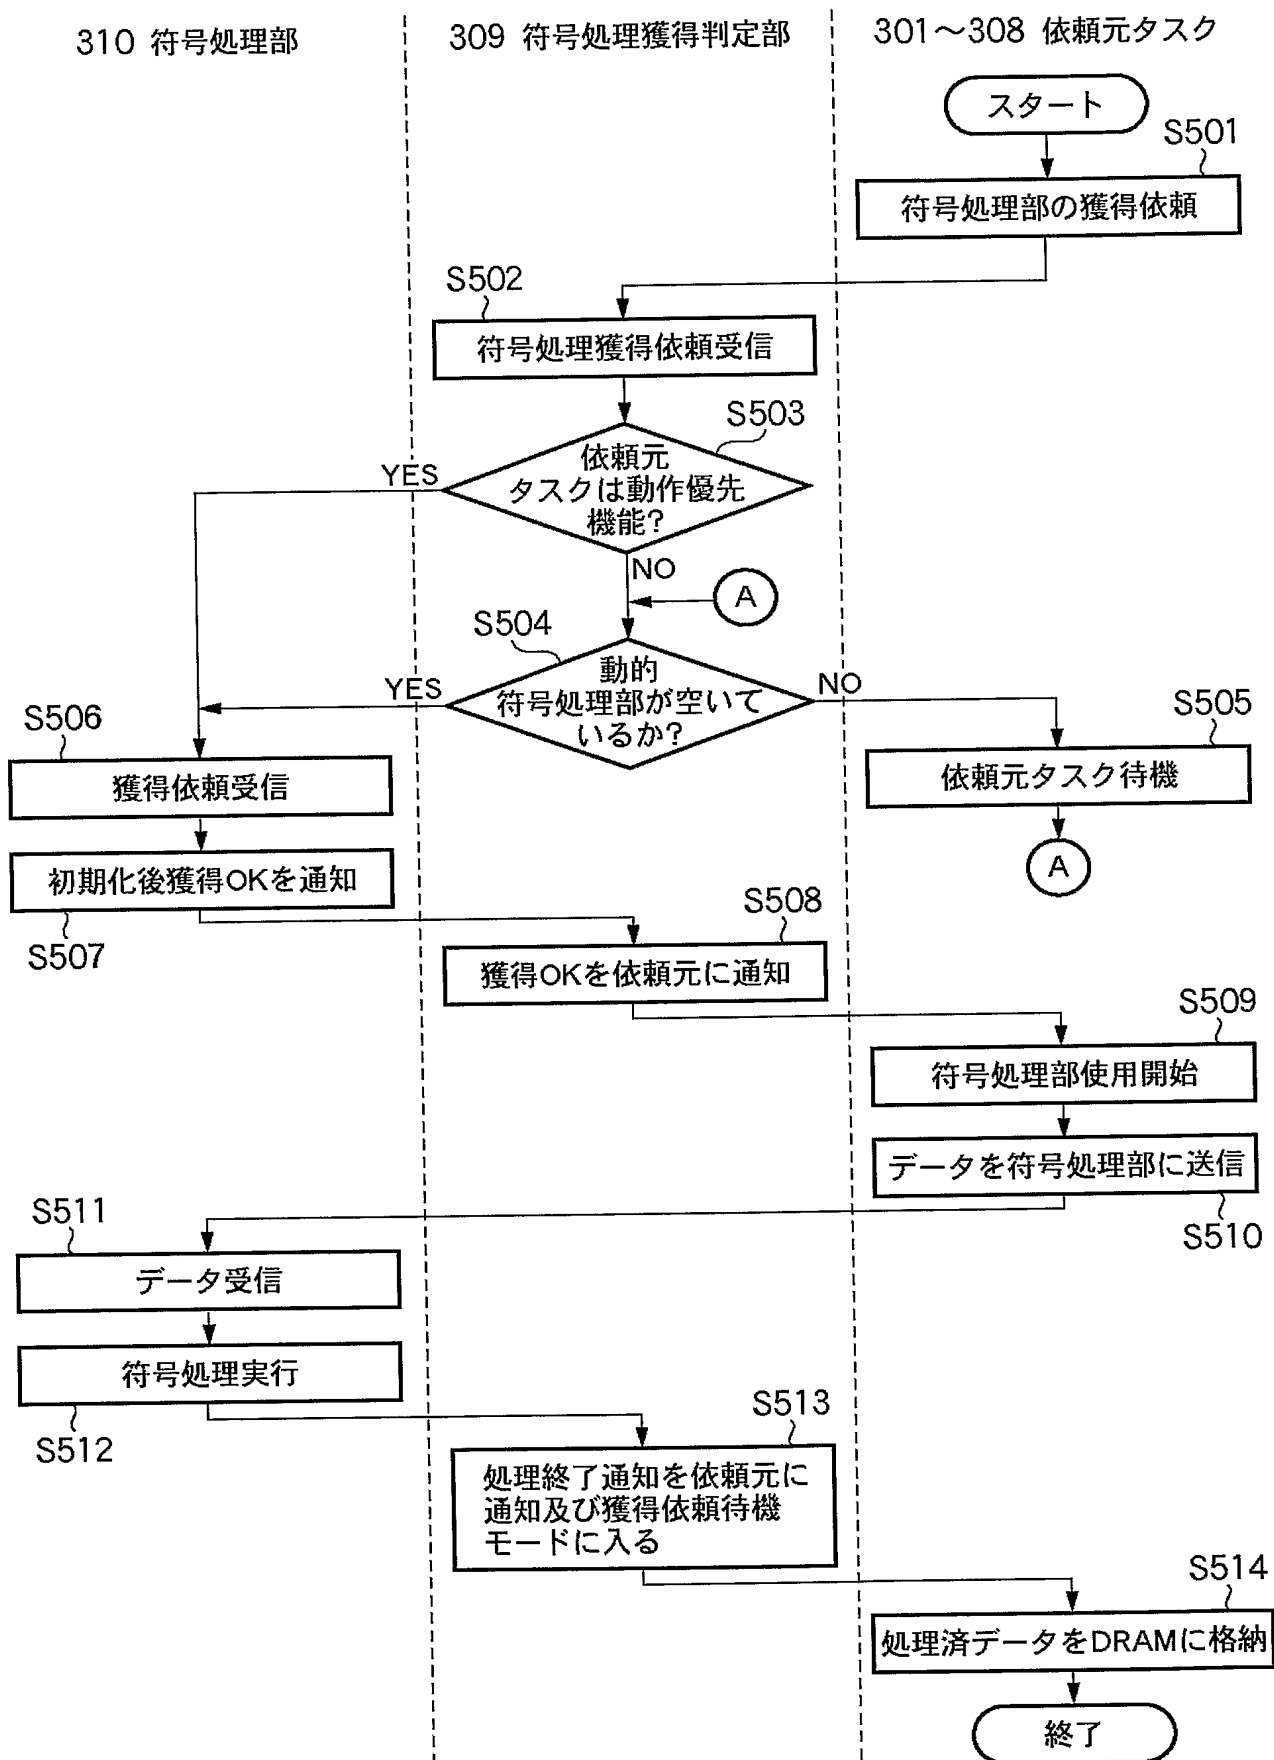 310 符号処理部
309 符号処理獲得判定部
301～308 依頼元タスク
スタート
S501
符号処理部の獲得依頼
S502
符号処理獲得依頼受信
S503
依頼元
タスクは動作優先
機能?
YES
NO
A
S504
動的
符号処理部が空いて
いるか?
YES
NO
S505
依頼元タスク待機
A
S506
獲得依頼受信
初期化後獲得OKを通知
S507
S508
獲得OKを依頼元に通知
S509
符号処理部使用開始
データを符号処理部に送信
S510
S511
データ受信
符号処理実行
S512
S513
処理終了通知を依頼元に
通知及び獲得依頼待機
モードに入る
S514
処理済データをDRAMに格納
終了